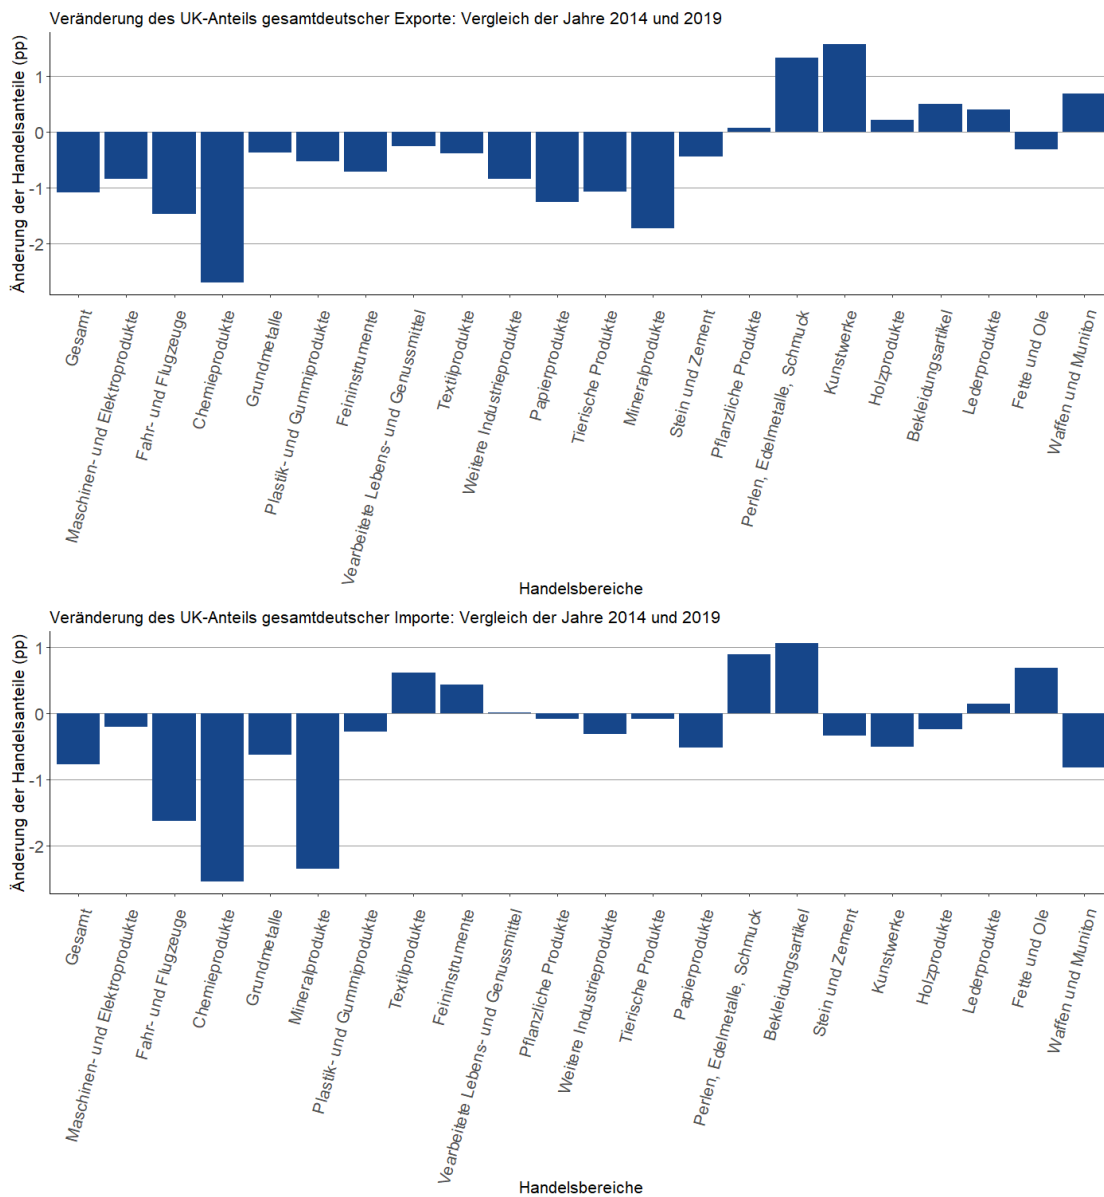 Veränderung des UK-Anteils gesamtdeutscher Exporte: Vergleich der Jahre 2014 und 2019
Änderung der Handelsanteile (pp)
1
0
-1
-2
Gesamt
Maschinen- und Elektroprodukte
Fahr- und Flugzeuge
Chemieprodukte
Grundmetalle
Plastik- und Gummiprodukte
Feininstrumente
Vearbeitete Lebens- und Genussmittel
Textilprodukte
Weitere Industrieprodukte
Papierprodukte
Tierische Produkte
Mineralprodukte
Stein und Zement
Pflanzliche Produkte
Perlen, Edelmetalle, Schmuck
Kunstwerke
Holzprodukte
Bekleidungsartikel
Lederprodukte
Fette und Ole
Waffen und Muniton
Handelsbereiche
Veränderung des UK-Anteils gesamtdeutscher Importe: Vergleich der Jahre 2014 und 2019
Änderung der Handelsanteile (pp)
1
0
-1
-2
Gesamt
Maschinen- und Elektroprodukte
Fahr- und Flugzeuge
Chemieprodukte
Grundmetalle
Mineralprodukte
Plastik- und Gummiprodukte
Textilprodukte
Feininstrumente
Vearbeitete Lebens- und Genussmittel
Pflanzliche Produkte
Weitere Industrieprodukte
Tierische Produkte
Papierprodukte
Perlen, Edelmetalle, Schmuck
Bekleidungsartikel
Stein und Zement
Kunstwerke
Holzprodukte
Lederprodukte
Fette und Ole
Waffen und Muniton
Handelsbereiche